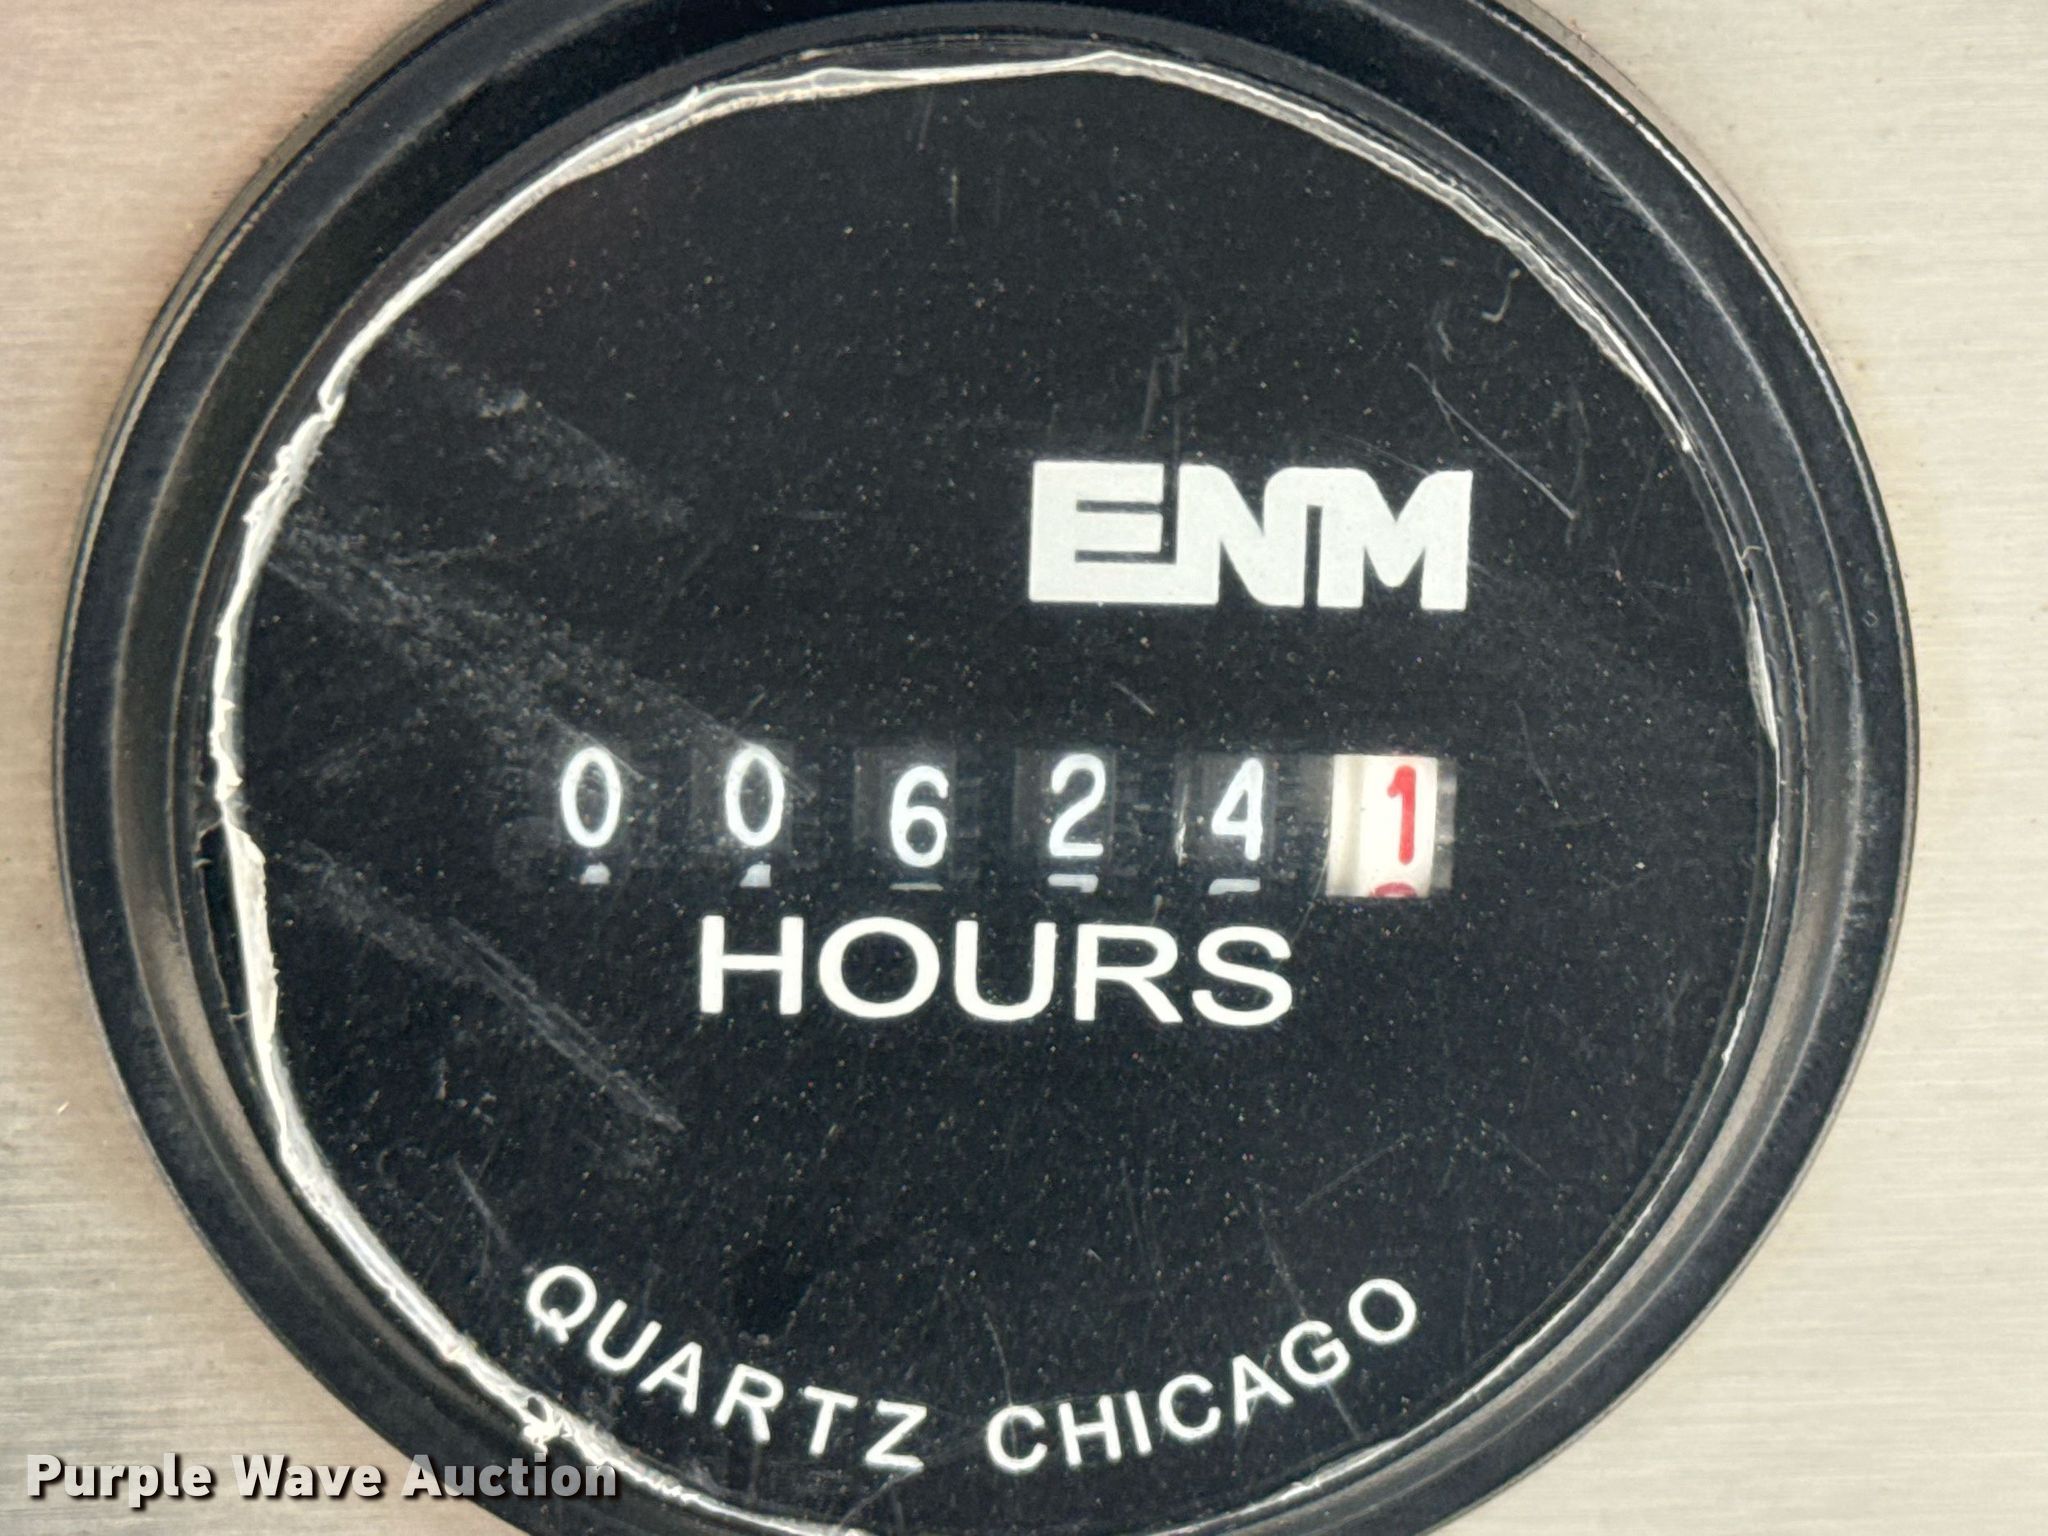 ENM
006241
HOURS
QUARTZ CHICAGO
Purple Wave Auction